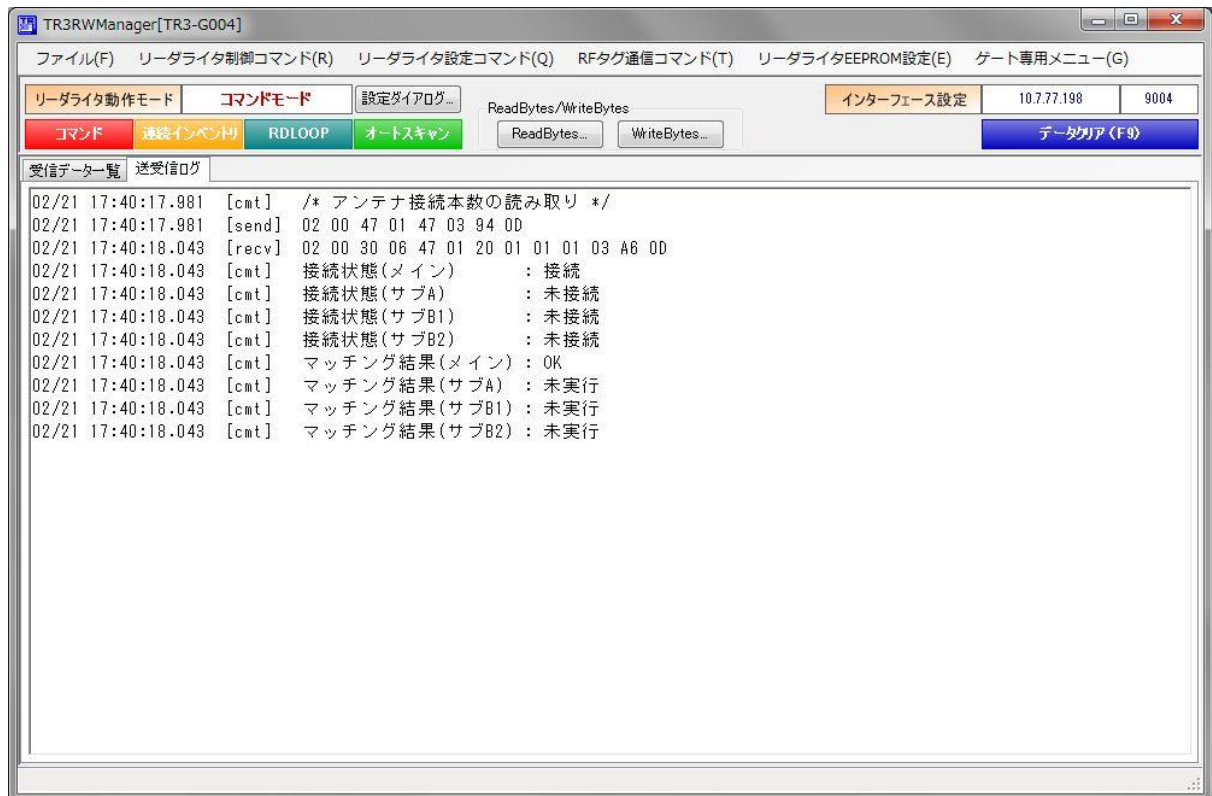 TR3RWManager[TR3-G004]
ファイル(F) リーダライタ制御コマンド(R) リーダライタ設定コマンド(Q) RFタグ通信コマンド(T) リーダライタEEPROM設定(E) ゲート専用メニュー(G)
リーダライタ動作モード コマンドモード 設定ダイアログ... ReadBytes/WriteBytes インターフェース設定 10.7.77.198 9004
コマンド 連続インベントリ RDLOOP オートスキャン ReadBytes... WriteBytes... データクリア(F9)
受信データ一覧 送受信ログ
02/21 17:40:17.981 [cmt] /* アンテナ接続本数の読み取り */
02/21 17:40:17.981 [send] 02 00 47 01 47 03 94 0D
02/21 17:40:18.043 [recv] 02 00 30 06 47 01 20 01 01 01 03 A6 0D
02/21 17:40:18.043 [cmt] 接続状態(メイン) : 接続
02/21 17:40:18.043 [cmt] 接続状態(サブA) : 未接続
02/21 17:40:18.043 [cmt] 接続状態(サブB1) : 未接続
02/21 17:40:18.043 [cmt] 接続状態(サブB2) : 未接続
02/21 17:40:18.043 [cmt] マッチング結果(メイン) : OK
02/21 17:40:18.043 [cmt] マッチング結果(サブA) : 未実行
02/21 17:40:18.043 [cmt] マッチング結果(サブB1) : 未実行
02/21 17:40:18.043 [cmt] マッチング結果(サブB2) : 未実行